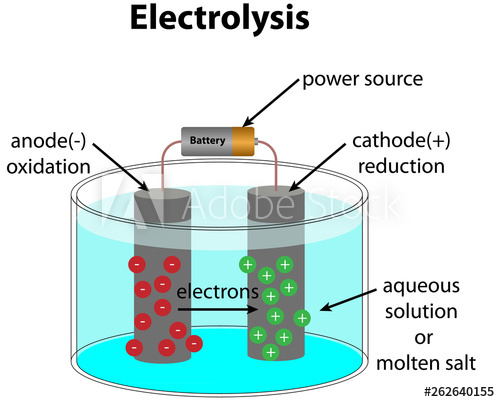 Electrolysis
power source
Battery
anode(-)
oxidation
cathode(+)
reduction
Adobe Stock
- - - - - - - - -
+ + + + + + + + +
electrons
aqueous
solution
or
molten salt
#262640155